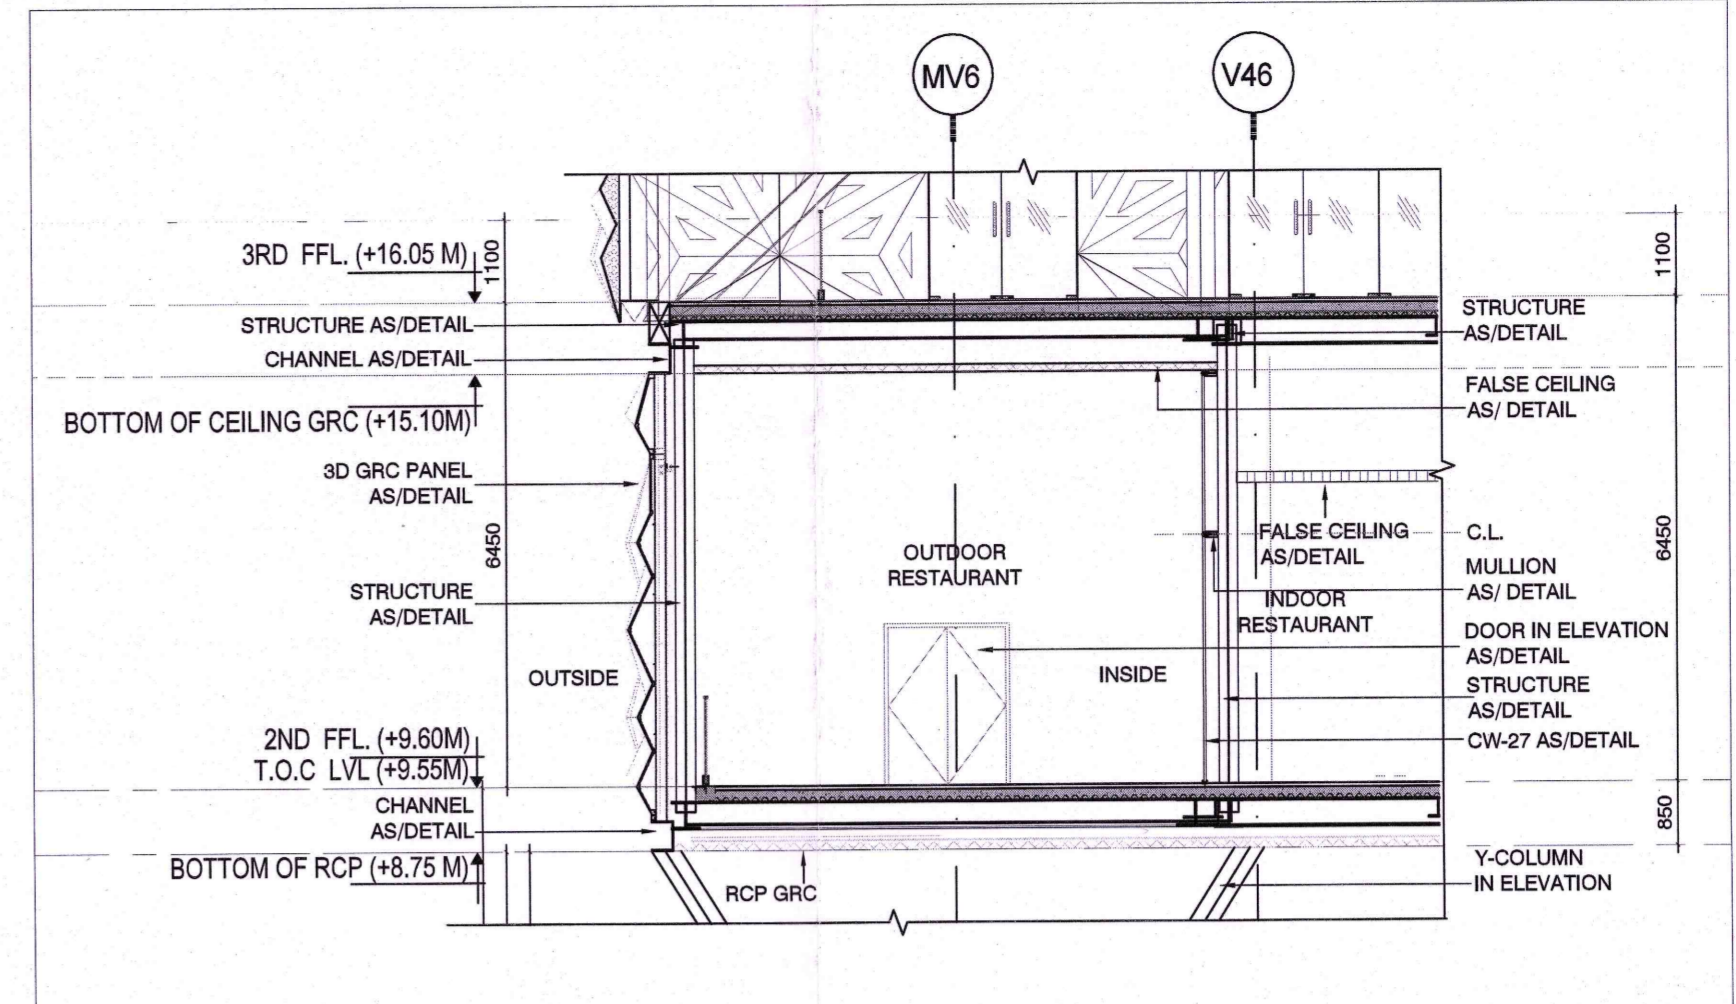 MV6
V46
3RD FFL. (+16.05 M)
1100
1100
STRUCTURE AS/DETAIL
CHANNEL AS/DETAIL
BOTTOM OF CEILING GRC (+15.10M)
3D GRC PANEL
AS/DETAIL
6450
STRUCTURE
AS/DETAIL
OUTSIDE
2ND FFL. (+9.60M)
T.O.C LVL (+9.55M)
CHANNEL
AS/DETAIL
BOTTOM OF RCP (+8.75 M)
RCP GRC
OUTDOOR
RESTAURANT
INSIDE
FALSE CEILING
AS/DETAIL
INDOOR
RESTAURANT
STRUCTURE
AS/DETAIL
FALSE CEILING
AS/ DETAIL
C.L.
MULLION
AS/ DETAIL
DOOR IN ELEVATION
AS/DETAIL
STRUCTURE
AS/DETAIL
CW-27 AS/DETAIL
Y-COLUMN
IN ELEVATION
6450
850